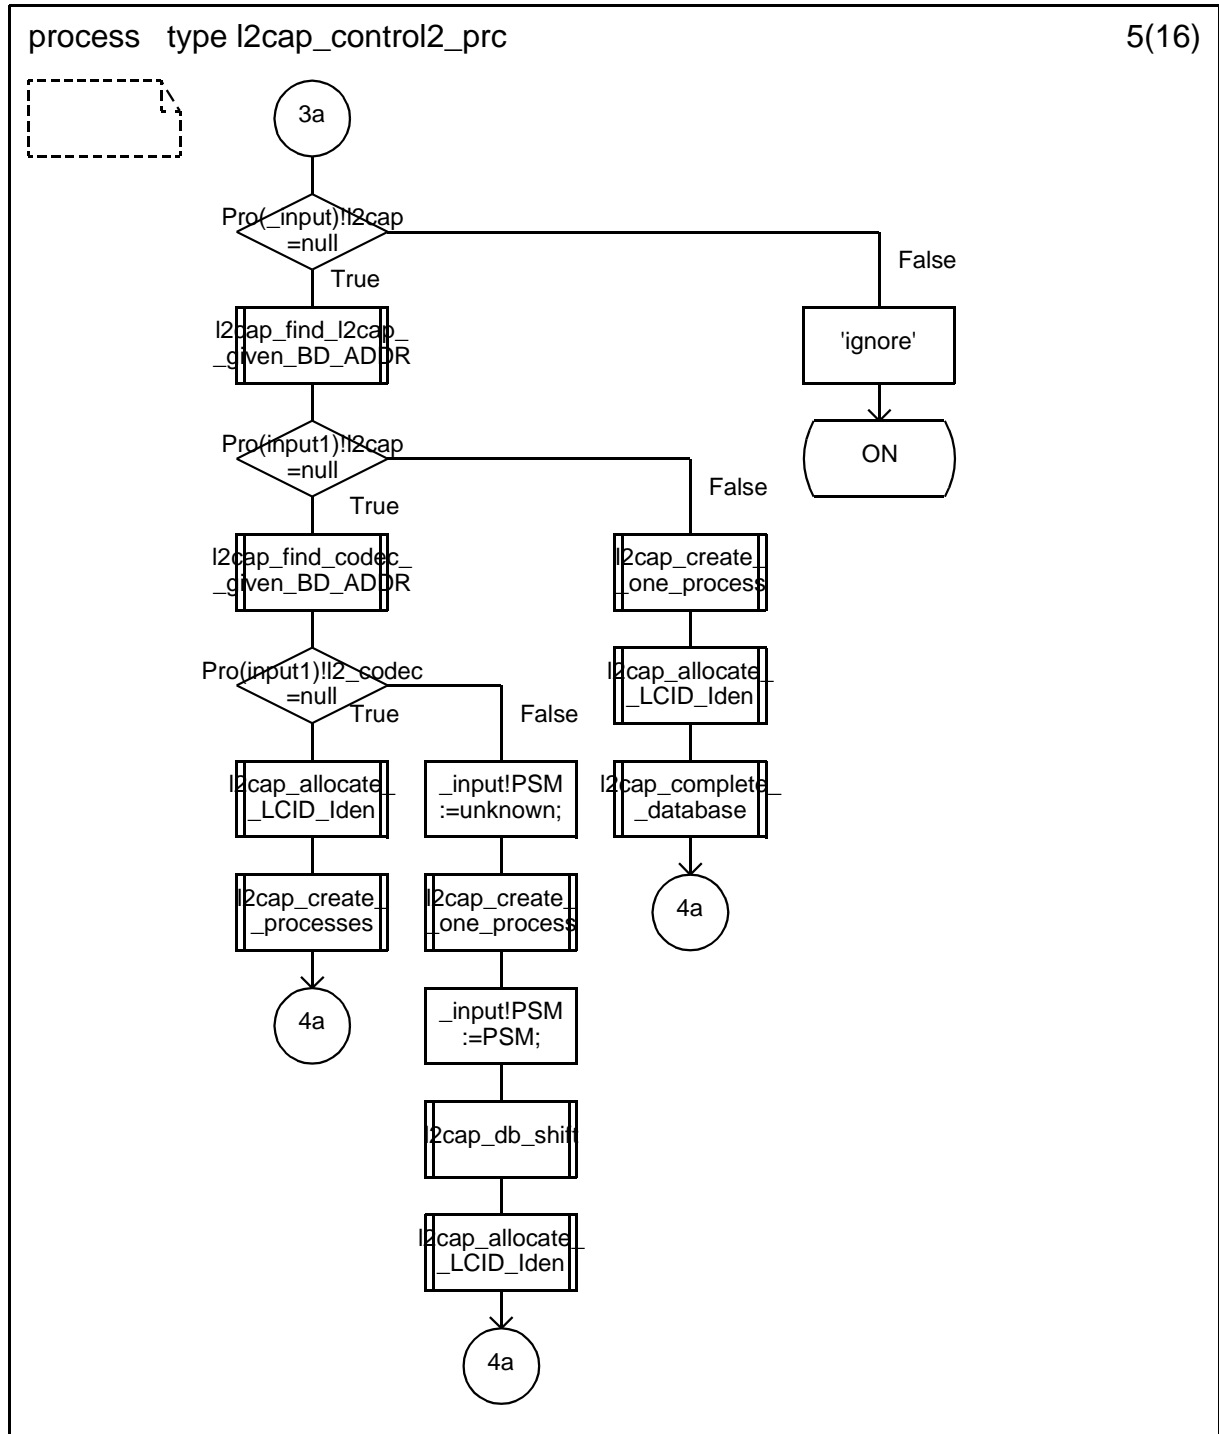 process type l2cap_control2_prc
5(16)
3a
Pro(_input)!l2cap
=null
False
True
l2cap_find_l2cap_
_given_BD_ADDR
'ignore'
Pro(input1)!l2cap
=null
ON
False
True
l2cap_find_codec_
_given_BD_ADDR
l2cap_create_
_one_process
Pro(input1)!l2_codec
=null
True
False
l2cap_allocate_
_LCID_Iden
l2cap_allocate_
_LCID_Iden
_input!PSM
:=unknown;
l2cap_complete_
_database
l2cap_create_
_processes
l2cap_create_
_one_process
4a
4a
_input!PSM
:=PSM;
l2cap_db_shift
l2cap_allocate_
_LCID_Iden
4a